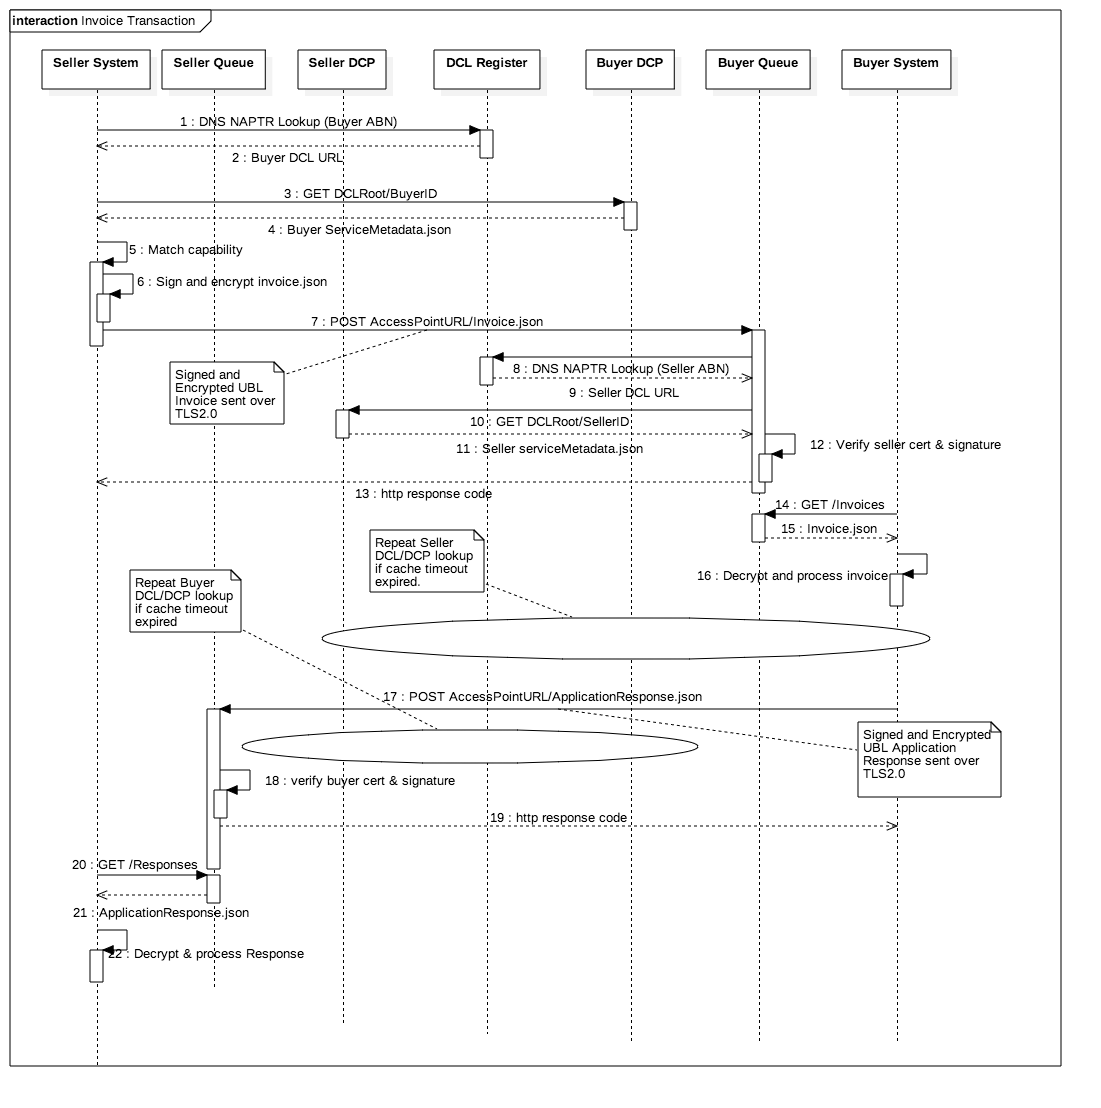 interaction Invoice Transaction
Seller System
Seller Queue
Seller DCP
DCL Register
Buyer DCP
Buyer Queue
Buyer System
1 : DNS NAPTR Lookup (Buyer ABN)
2 : Buyer DCL URL
3 : GET DCLRoot/BuyerID
4 : Buyer ServiceMetadata.json
5 : Match capability
6 : Sign and encrypt invoice.json
7 : POST AccessPointURL/Invoice.json
Signed and
Encrypted UBL
Invoice sent over
TLS2.0
8 : DNS NAPTR Lookup (Seller ABN)
9 : Seller DCL URL
10 : GET DCLRoot/SellerID
11 : Seller serviceMetadata.json
12 : Verify seller cert & signature
13 : http response code
14 : GET /Invoices
15 : Invoice.json
Repeat Seller
DCL/DCP lookup
if cache timeout
expired.
16 : Decrypt and process invoice
Repeat Buyer
DCL/DCP lookup
if cache timeout
expired
17 : POST AccessPointURL/ApplicationResponse.json
Signed and Encrypted
UBL Application
Response sent over
TLS2.0
18 : verify buyer cert & signature
19 : http response code
20 : GET /Responses
21 : ApplicationResponse.json
22 : Decrypt & process Response